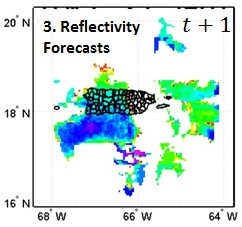 3. Reflectivity t + 1
Forecasts
20° N
18° N
16° N
68° W 66° W 64° W